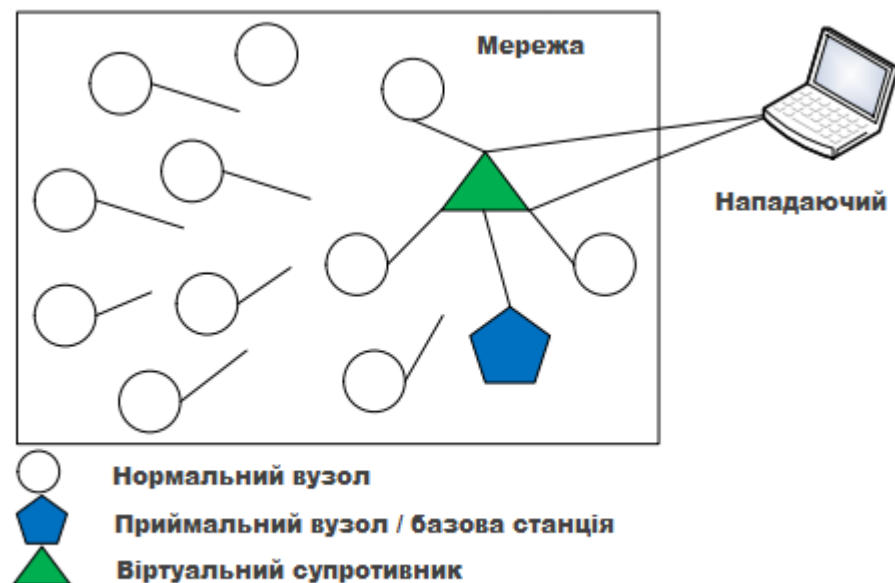 Мережа
Нападаючий
Нормальний вузол
Приймальний вузол / базова станція
Віртуальний супротивник